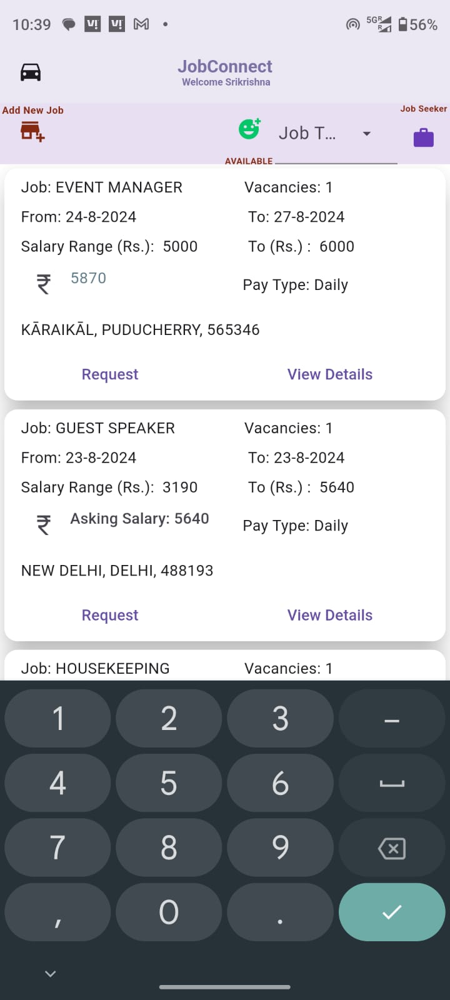 10:39
5G R
R
56%
JobConnect
Welcome Srikrishna
Add New Job
Job Seeker
Job T...
AVAILABLE
Job: EVENT MANAGER Vacancies: 1
From: 24-8-2024 To: 27-8-2024
Salary Range (Rs.): 5000 To (Rs.) : 6000
₹ 5870 Pay Type: Daily
KĀRAIKĀL, PUDUCHERRY, 565346
Request View Details
Job: GUEST SPEAKER Vacancies: 1
From: 23-8-2024 To: 23-8-2024
Salary Range (Rs.): 3190 To (Rs.) : 5640
₹ Asking Salary: 5640 Pay Type: Daily
NEW DELHI, DELHI, 488193
Request View Details
Job: HOUSEKEEPING Vacancies: 1
1 2 3 –
4 5 6
7 8 9
, 0 .